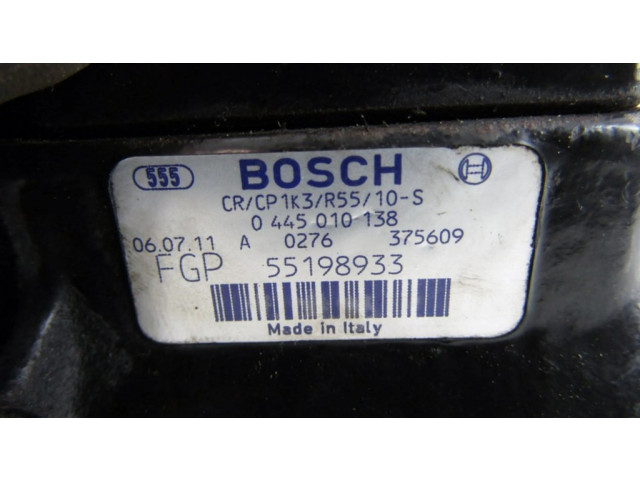 555 BOSCH
CR/CP1K3/R55/10-S
0 445 010 138
06.07.11 A 0276 375609
FGP 55198933
Made in Italy